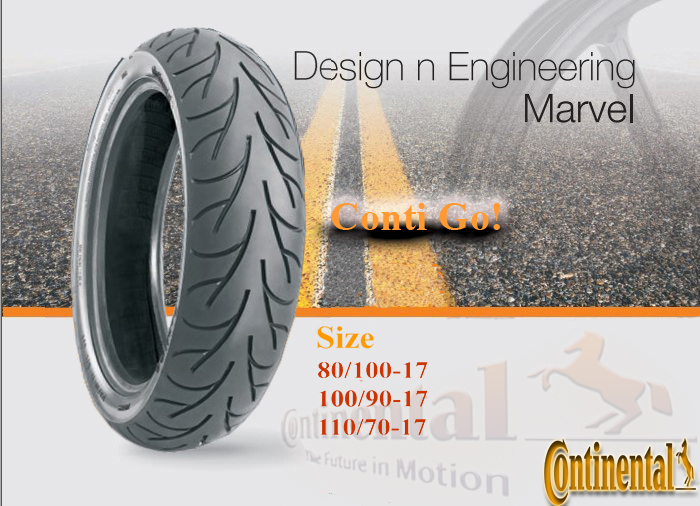 Design n Engineering
Marvel
Conti Go!
Size
80/100-17
100/90-17
110/70-17
Continental
The Future in Motion
Continental